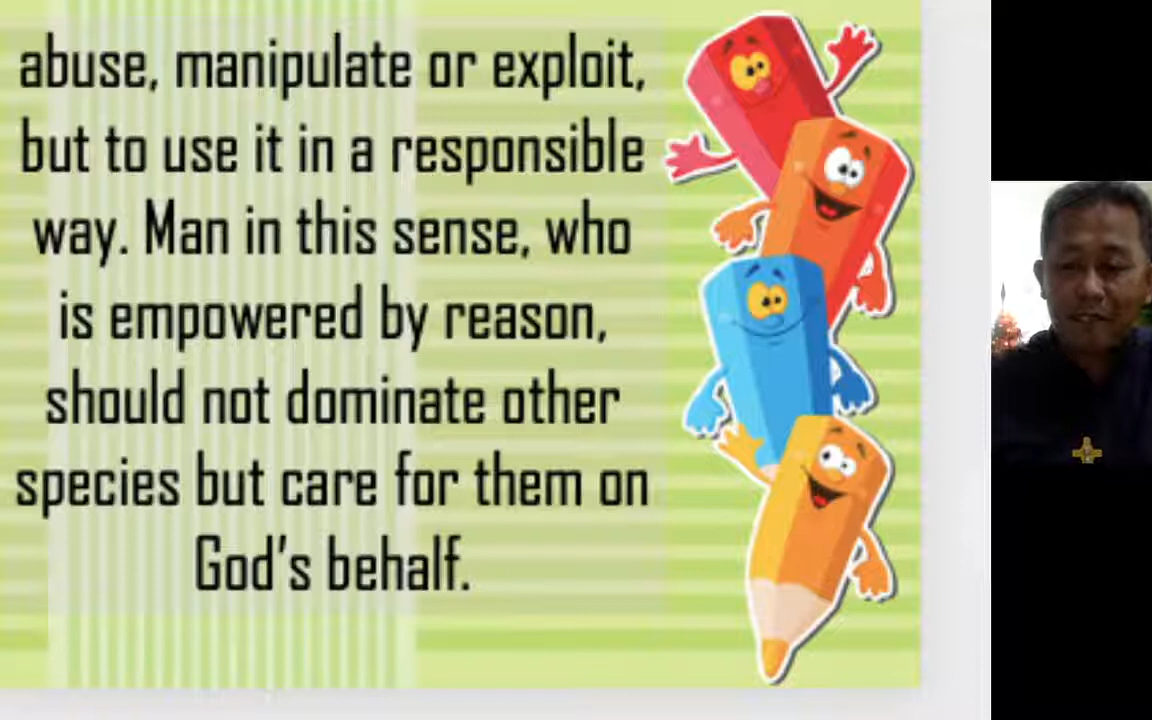 abuse, manipulate or exploit,
but to use it in a responsible
way. Man in this sense, who
is empowered by reason,
should not dominate other
species but care for them on
God's behalf.